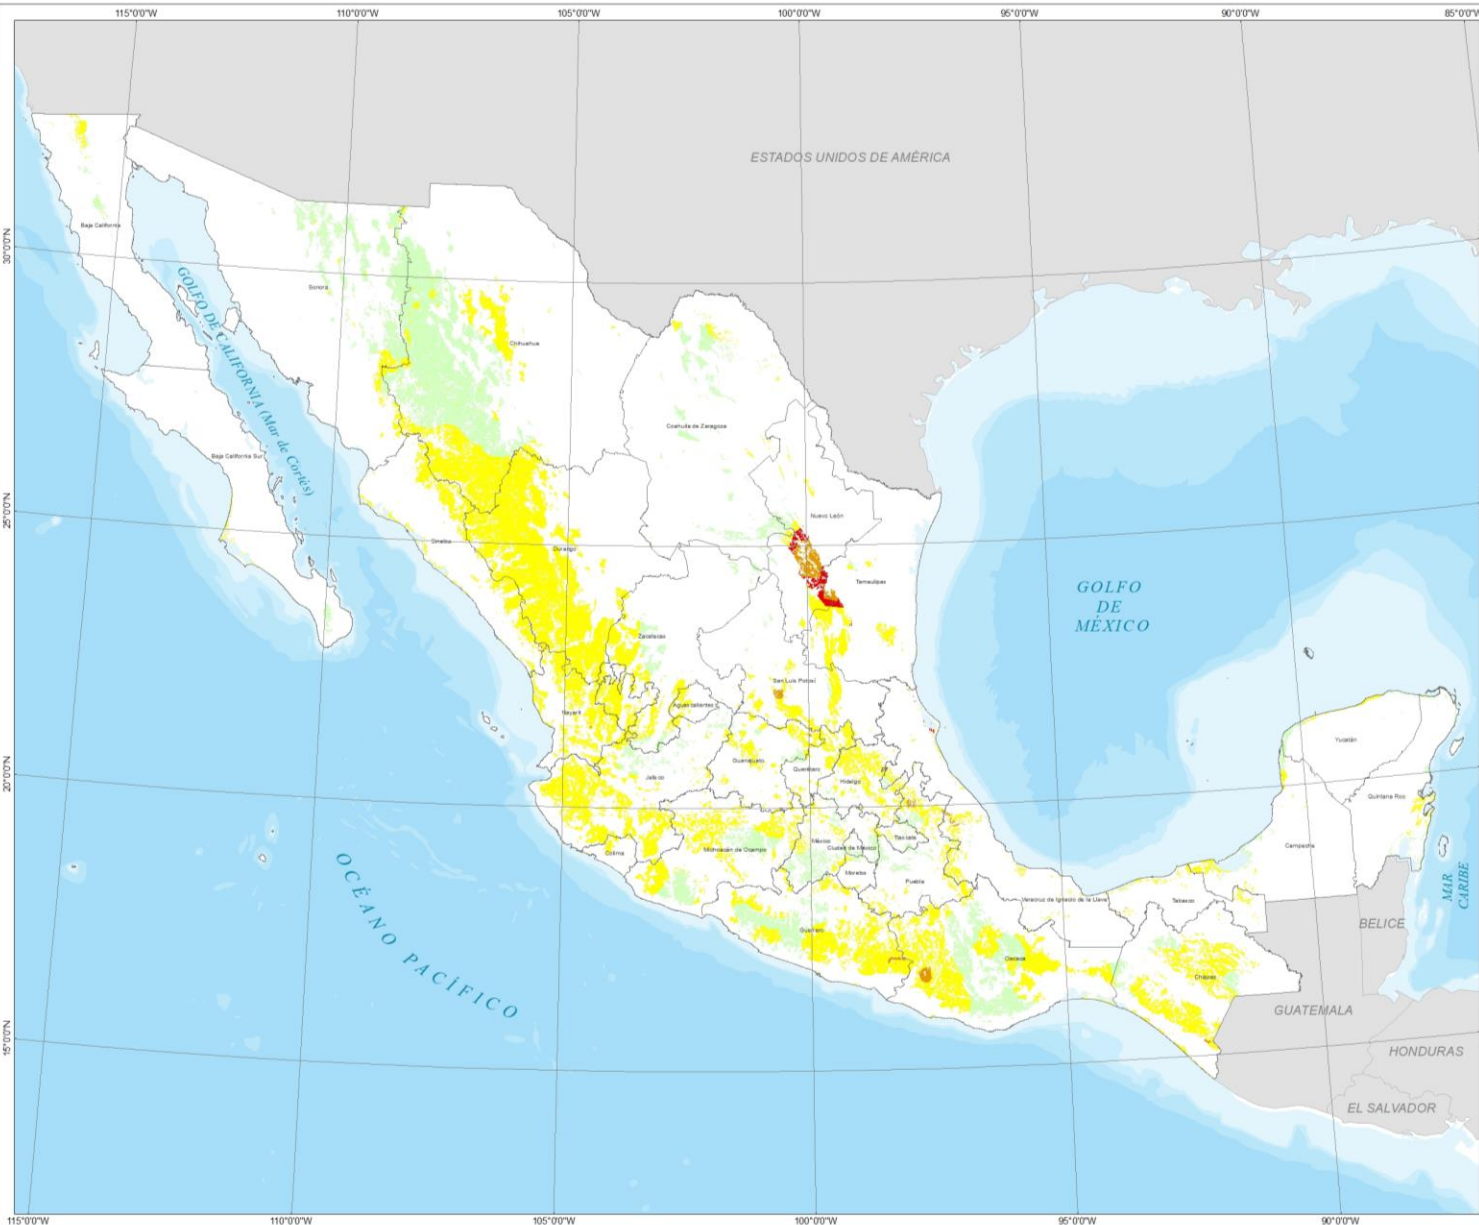 115°0'0"W
110°0'0"W
105°0'0"W
100°0'0"W
95°0'0"W
90°0'0"W
85°0'0"W
ESTADOS UNIDOS DE AMÉRICA
30°0'0"N
Baja California
Sonora
Chihuahua
GOLFO DE CALIFORNIA (Mar de Cortés)
Coahuila de Zaragoza
Baja California Sur
25°0'0"N
Nuevo León
Sinaloa
Durango
Tamaulipas
GOLFO
DE
MÉXICO
Zacatecas
San Luis Potosí
Aguascalientes
Nayarit
Yucatán
20°0'0"N
Guanajuato
Querétaro
Hidalgo
Jalisco
Quintana Roo
México
Tlaxcala
Ciudad de México
Michoacán de Ocampo
Colima
Campeche
Morelos
Puebla
Veracruz de Ignacio de la Llave
Tabasco
MAR
CARIBE
OCÉANO PACÍFICO
BELICE
Guerrero
Oaxaca
Chiapas
GUATEMALA
15°0'0"N
HONDURAS
EL SALVADOR
115°0'0"W
110°0'0"W
105°0'0"W
100°0'0"W
95°0'0"W
90°0'0"W